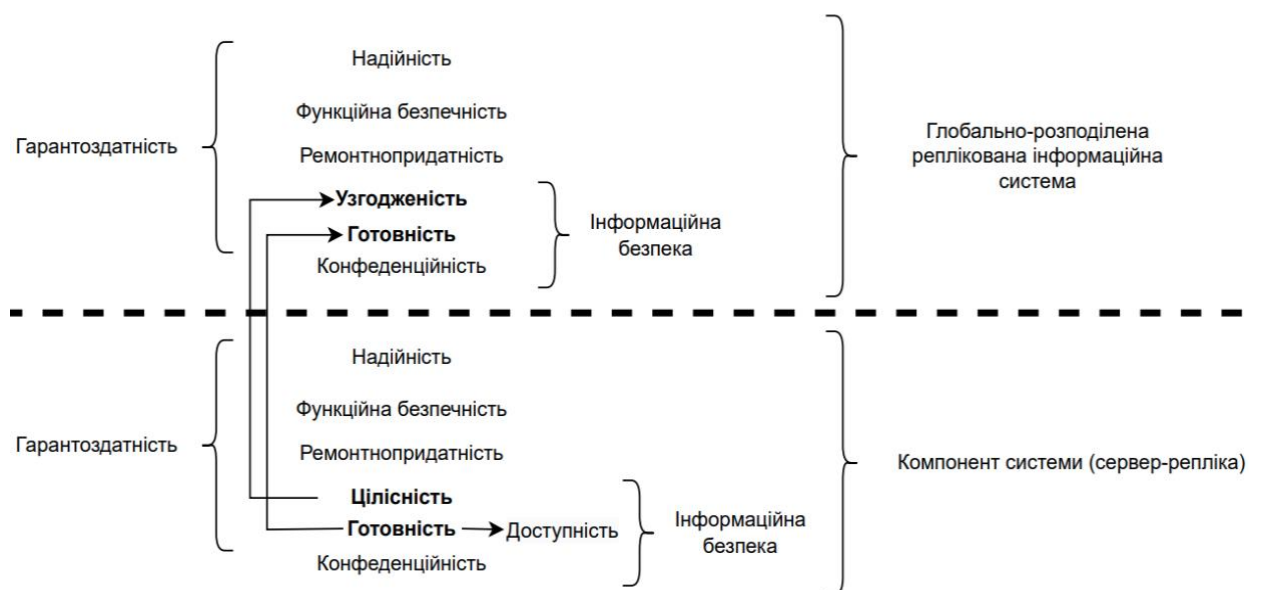 Надійність
Функційна безпечність
Гарантоздатність
Ремонтнопридатність
Узгодженість
Готовність
Конфеденційність
Інформаційна
безпека
Глобально-розподілена
реплікована інформаційна
система
Надійність
Функційна безпечність
Гарантоздатність
Ремонтнопридатність
Цілісність
Готовність
Доступність
Конфеденційність
Інформаційна
безпека
Компонент системи (сервер-репліка)